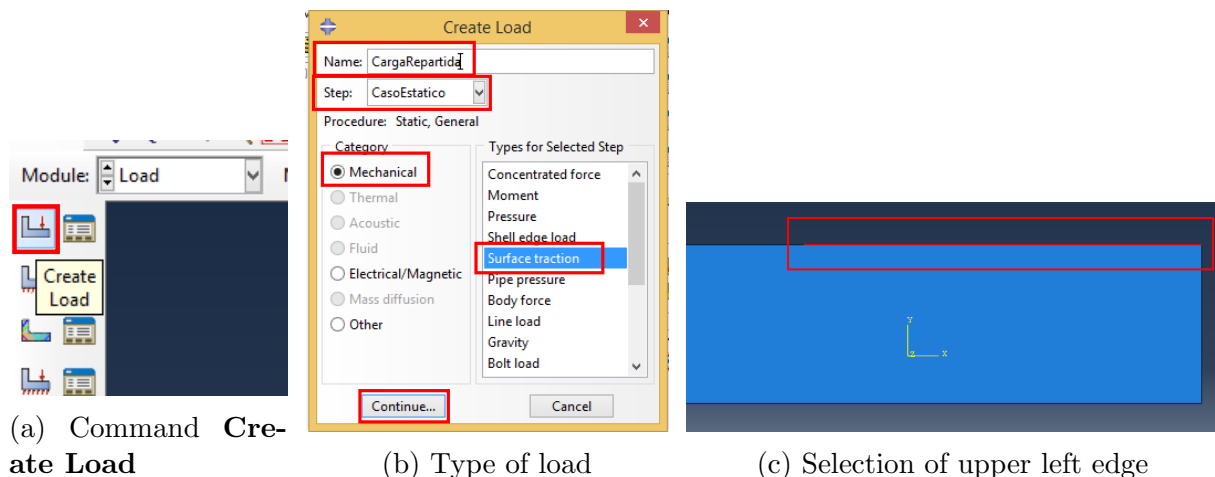 Module: Load
Create
Load
(a) Command Cre-
ate Load
Create Load
Name: CargaRepartida
Step: CasoEstatico
Procedure: Static, General
Category
Mechanical
Thermal
Acoustic
Fluid
Electrical/Magnetic
Mass diffusion
Other
Types for Selected Step
Concentrated force
Moment
Pressure
Shell edge load
Surface traction
Pipe pressure
Body force
Line load
Gravity
Bolt load
Continue...
Cancel
(b) Type of load
Y
Z X
(c) Selection of upper left edge